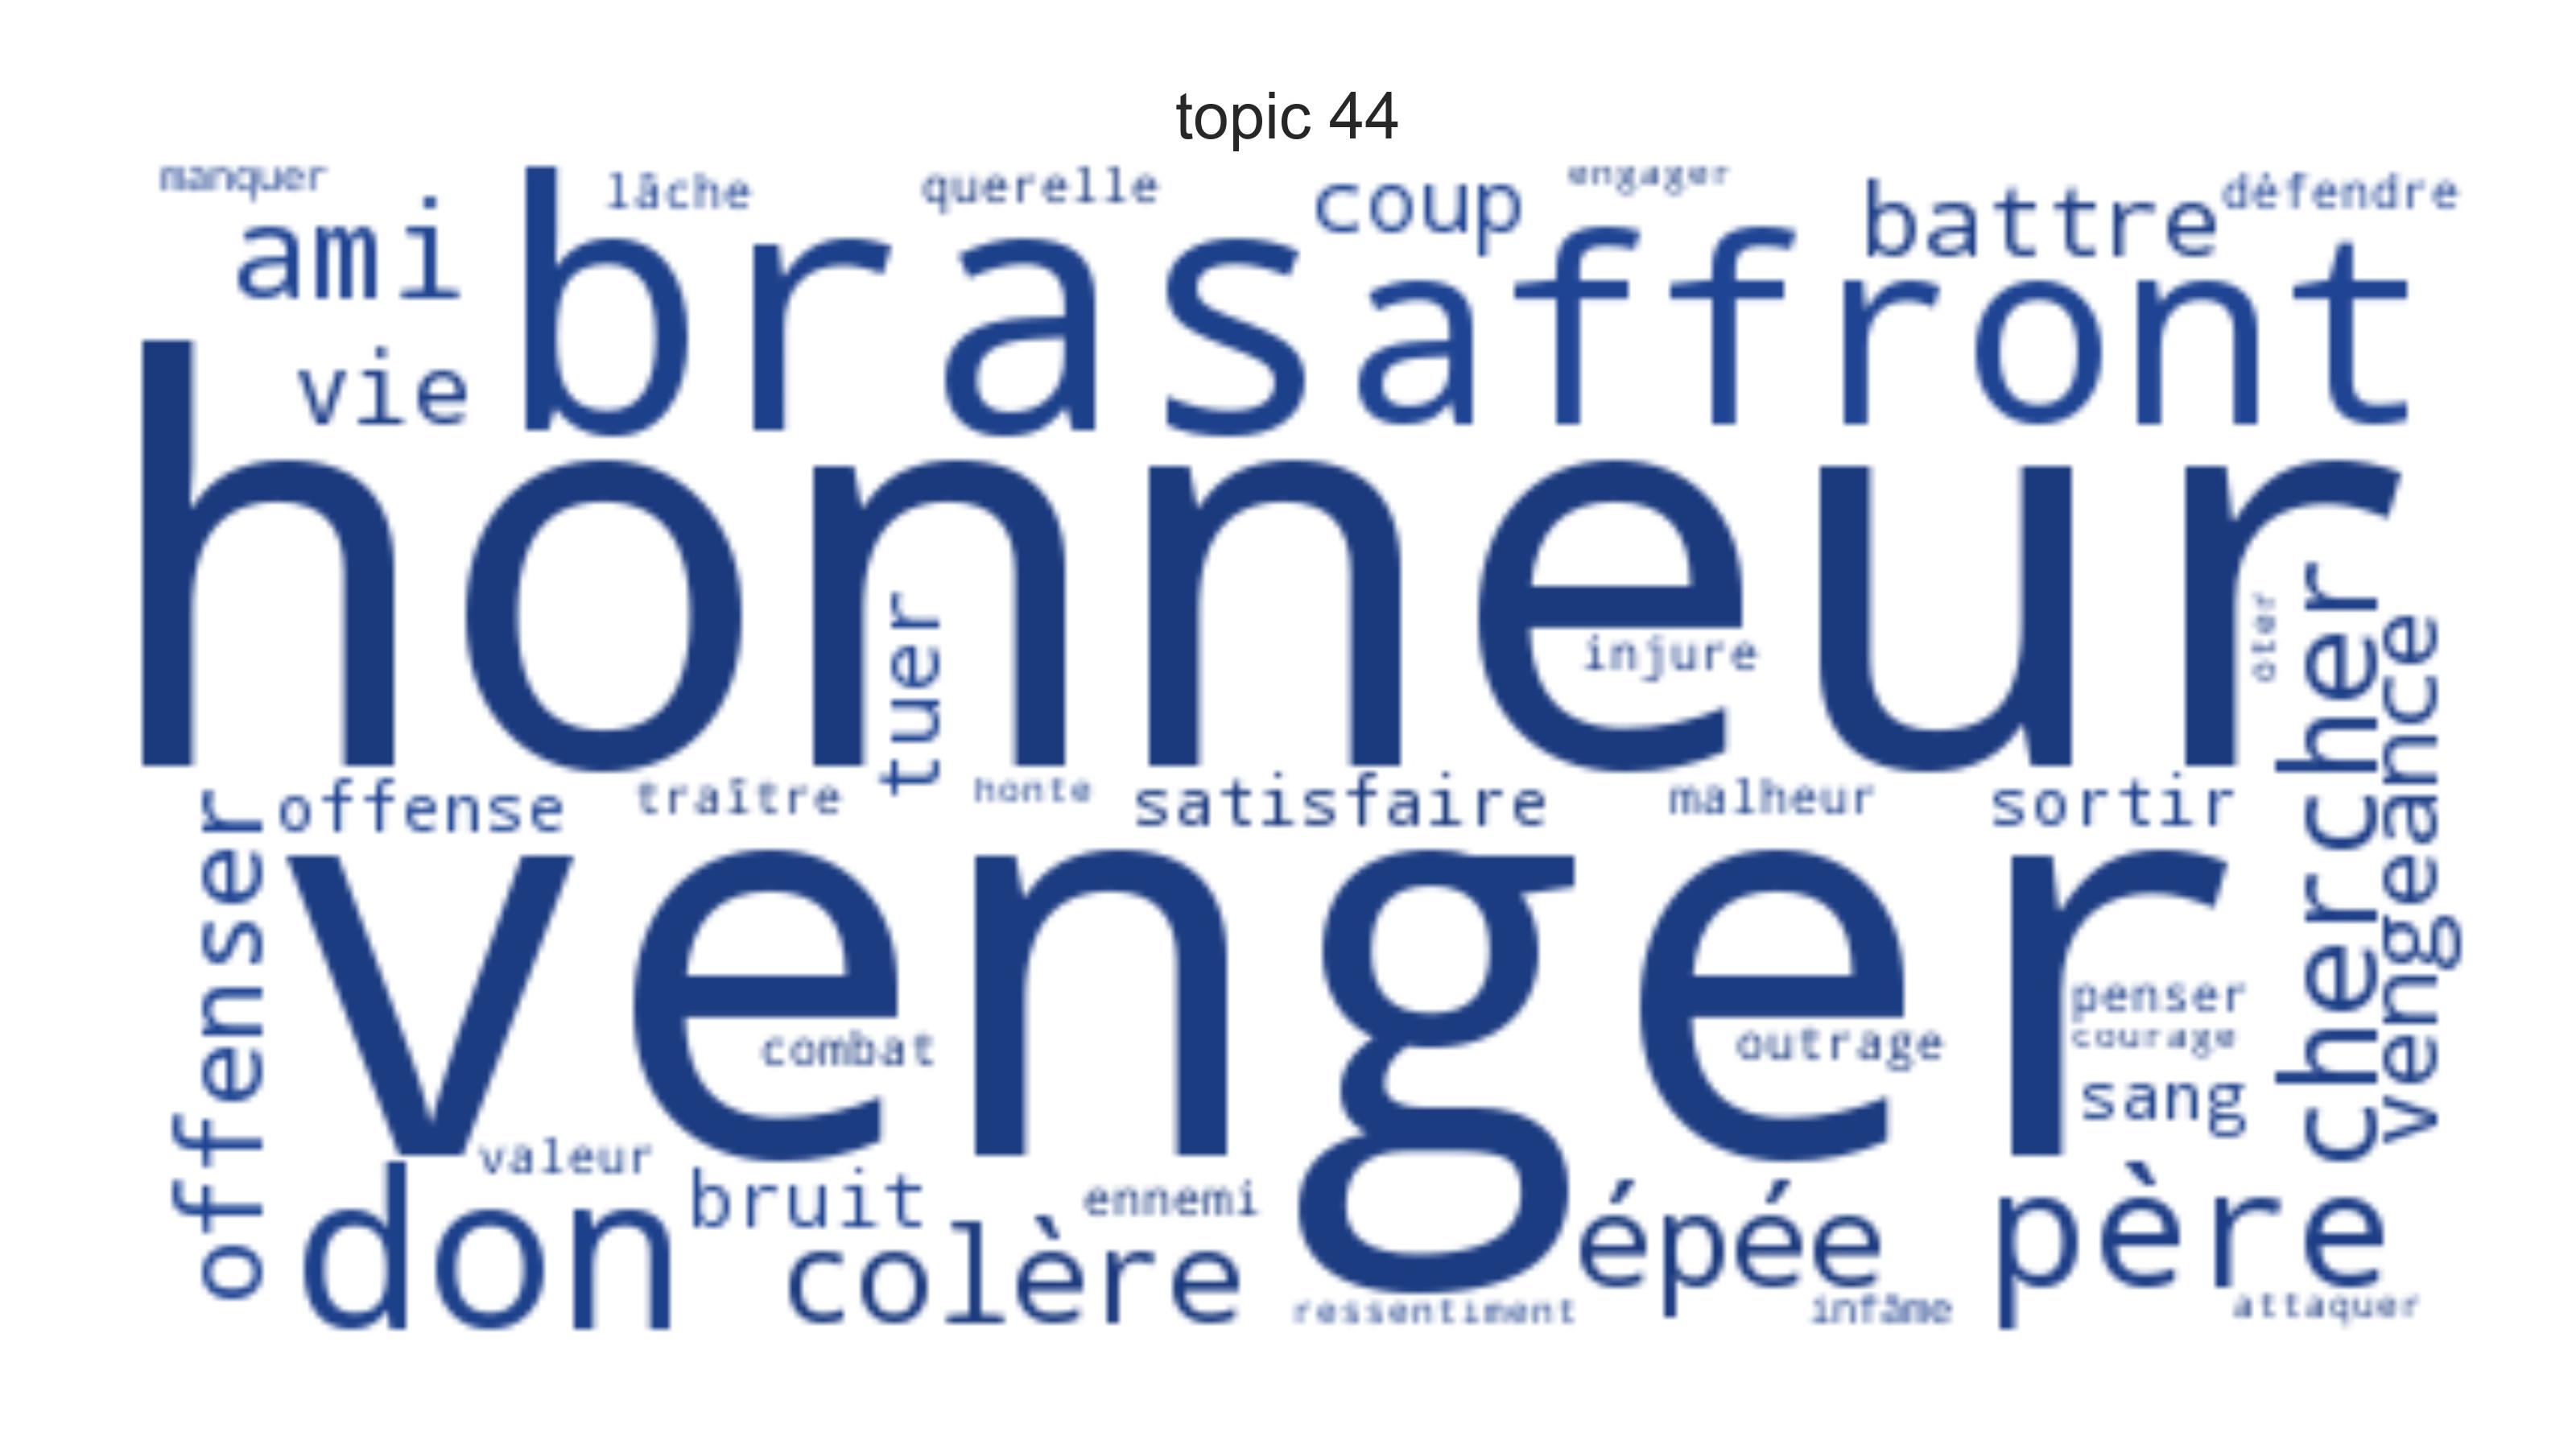 topic 44
manquer
lâche
querelle
coup
engager
battre
défendre
ami
bras
affront
vie
honneur
tuer
injure
oter
chercher
vengeance
offenser
offense
traître
honte
satisfaire
malheur
sortir
venger
combat
outrage
penser
courage
sang
valeur
don
bruit
colère
ennemi
épée
père
ressentiment
infâme
attaquer